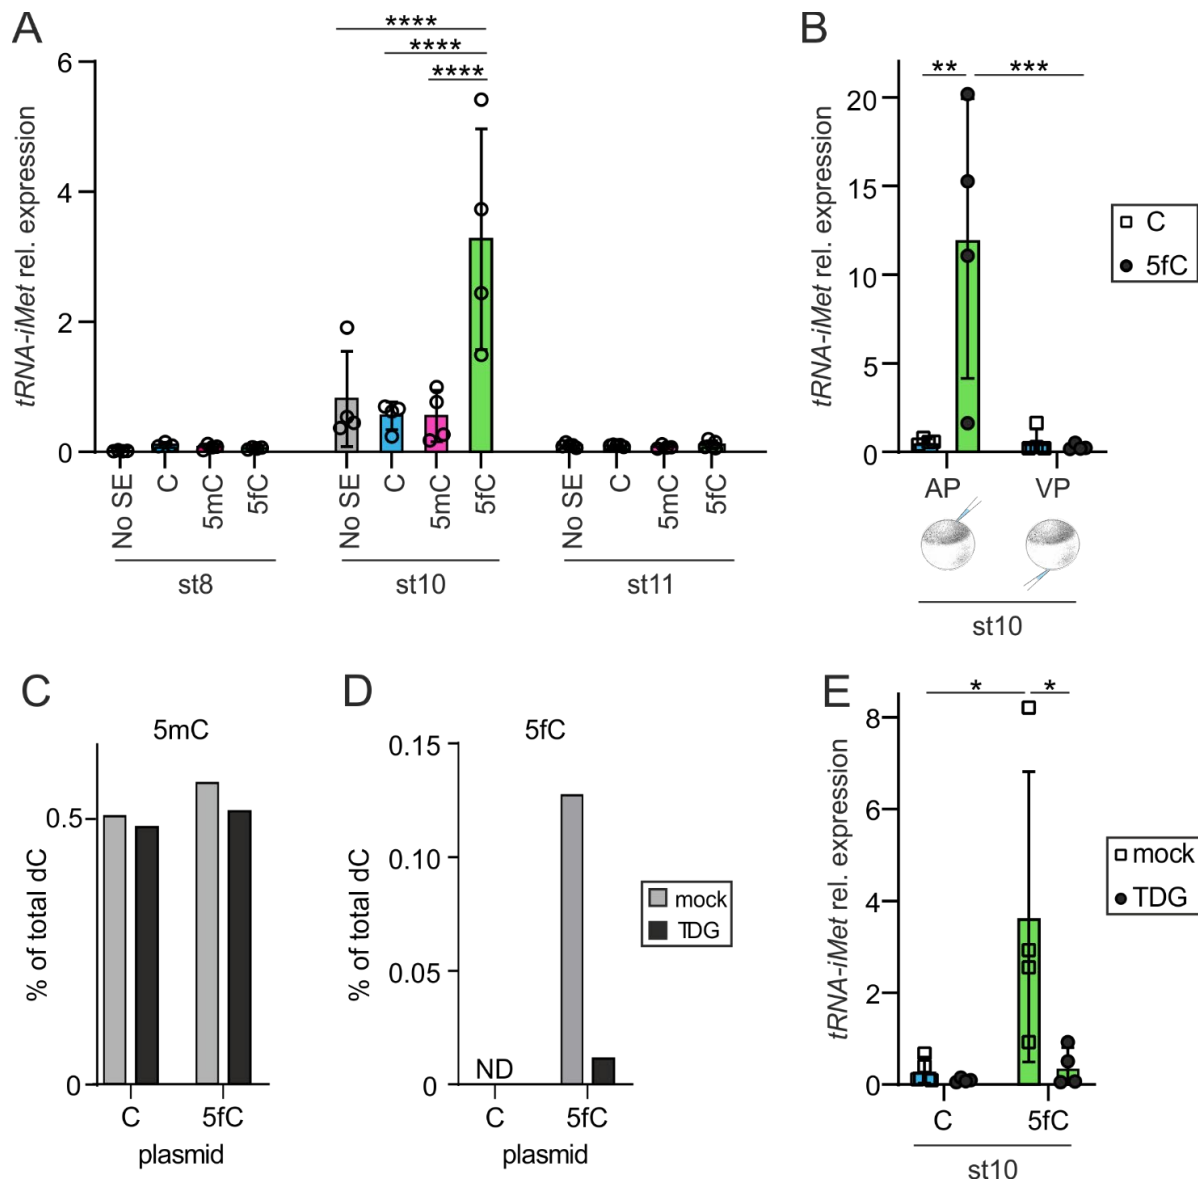 A
tRNA-iMet rel. expression
6
4
2
0
****
****
****
No SE
C
5mC
5fC
No SE
C
5mC
5fC
No SE
C
5mC
5fC
st8
st10
st11
B
tRNA-iMet rel. expression
20
15
10
5
0
**
***
C
5fC
AP
VP
st10
C
5mC
% of total dC
0.5
0
C
5fC
plasmid
D
5fC
% of total dC
0.15
0.10
0.05
0
ND
C
5fC
plasmid
mock
TDG
E
tRNA-iMet rel. expression
8
6
4
2
0
*
*
mock
TDG
C
5fC
st10